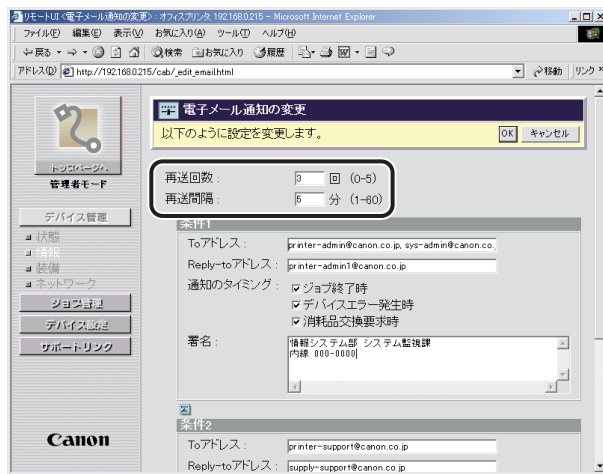 リモートUI <電子メール通知の変更> : オフィスプリンタ 192.168.0.215 - Microsoft Internet Explorer
ファイル(F) 編集(E) 表示(V) お気に入り(A) ツール(T) ヘルプ(H)
戻る 検索 お気に入り 履歴
アドレス(D) http://192.168.0.215/cab/_edit_email.html 移動 リンク »
電子メール通知の変更
以下のように設定を変更します。 OK キャンセル
トップページへ
管理者モード
再送回数 : 3 回 (0-5)
再送間隔 : 5 分 (1-60)
デバイス管理
状態
情報
装備
ネットワーク
ジョブ管理
デバイス設定
サポートリンク
条件1
Toアドレス : printer-admin@canon.co.jp, sys-admin@canon.co.
Reply-toアドレス : printer-admin1@canon.co.jp
通知のタイミング : ジョブ終了時
デバイスエラー発生時
消耗品交換要求時
署名 : 情報システム部 システム監視課
内線 000-0000
条件2
Toアドレス : printer-support@canon.co.jp
Reply-toアドレス : supply-support@canon.co.jp
Canon